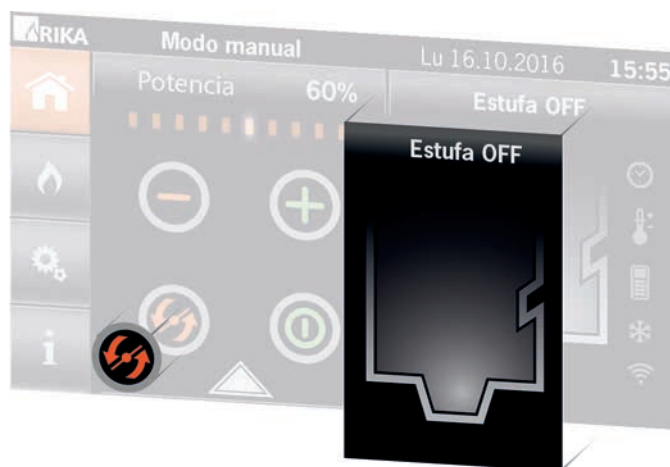 RIKA
Modo manual
Lu 16.10.2016
15:55
Potencia
60%
Estufa OFF
Estufa OFF